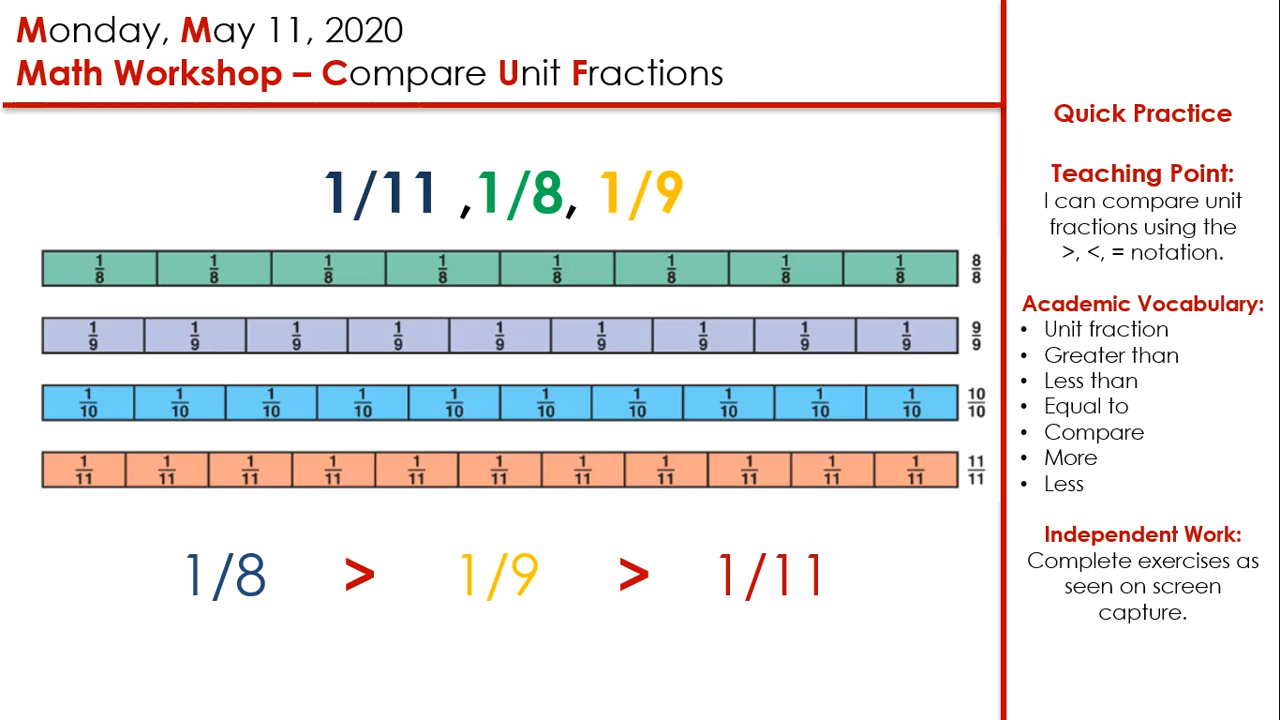 Monday, May 11, 2020
Math Workshop – Compare Unit Fractions
1/11 ,1/8, 1/9
1/8 1/8 1/8 1/8 1/8 1/8 1/8 1/8 8/8
1/9 1/9 1/9 1/9 1/9 1/9 1/9 1/9 1/9 9/9
1/10 1/10 1/10 1/10 1/10 1/10 1/10 1/10 1/10 1/10 10/10
1/11 1/11 1/11 1/11 1/11 1/11 1/11 1/11 1/11 1/11 1/11 11/11
1/8 > 1/9 > 1/11
Quick Practice
Teaching Point:
I can compare unit
fractions using the
>, <, = notation.
Academic Vocabulary:
• Unit fraction
• Greater than
• Less than
• Equal to
• Compare
• More
• Less
Independent Work:
Complete exercises as
seen on screen
capture.